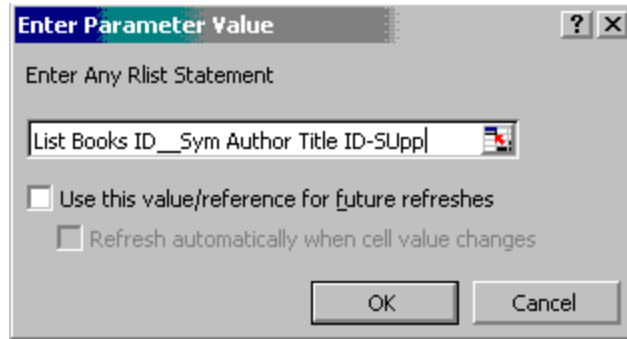 Enter Parameter Value
Enter Any Rlist Statement
List Books ID__Sym Author Title ID-SUpp
Use this value/reference for future refreshes
Refresh automatically when cell value changes
OK Cancel